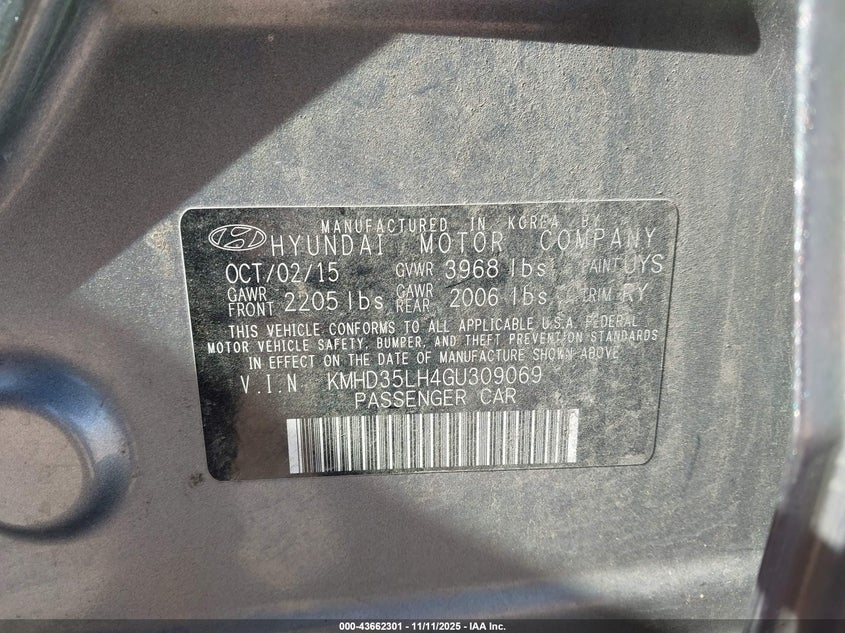 MANUFACTURED IN KOREA BY
HYUNDAI MOTOR COMPANY
OCT/02/15 GVWR 3968 lbs PAINT UYS
GAWR FRONT 2205 lbs GAWR REAR 2006 lbs TRIM RY
THIS VEHICLE CONFORMS TO ALL APPLICABLE U.S.A. FEDERAL
MOTOR VEHICLE SAFETY, BUMPER, AND THEFT PREVENTION STANDARDS
IN EFFECT ON THE DATE OF MANUFACTURE SHOWN ABOVE
V.I.N KMHD35LH4GU309069
PASSENGER CAR
000-43662301 - 11/11/2025 - IAA Inc.